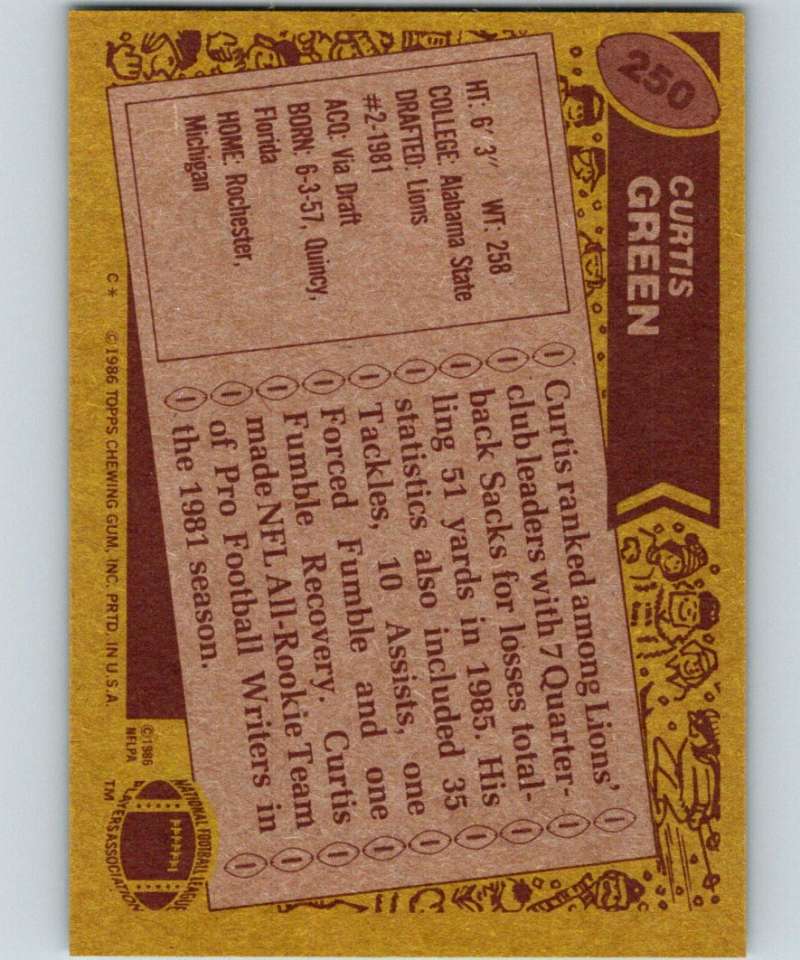 250
CURTIS
GREEN
HT: 6' 3" WT: 258
COLLEGE: Alabama State
DRAFTED: Lions
#2-1981
ACQ: Via Draft
BORN: 6-3-57, Quincy,
Florida
HOME: Rochester,
Michigan
Curtis ranked among Lions'
club leaders with 7 Quarter-
back Sacks for losses total-
ling 51 yards in 1985. His
statistics also included 35
Tackles, 10 Assists, one
Forced Fumble and one
Fumble Recovery. Curtis
made NFL All-Rookie Team
of Pro Football Writers in
the 1981 season.
C* © 1986 TOPPS CHEWING GUM, INC. PRTD. IN U.S.A.
© 1986
NFLPA
NATIONAL FOOTBALL LEAGUE
PLAYERS ASSOCIATION
TM